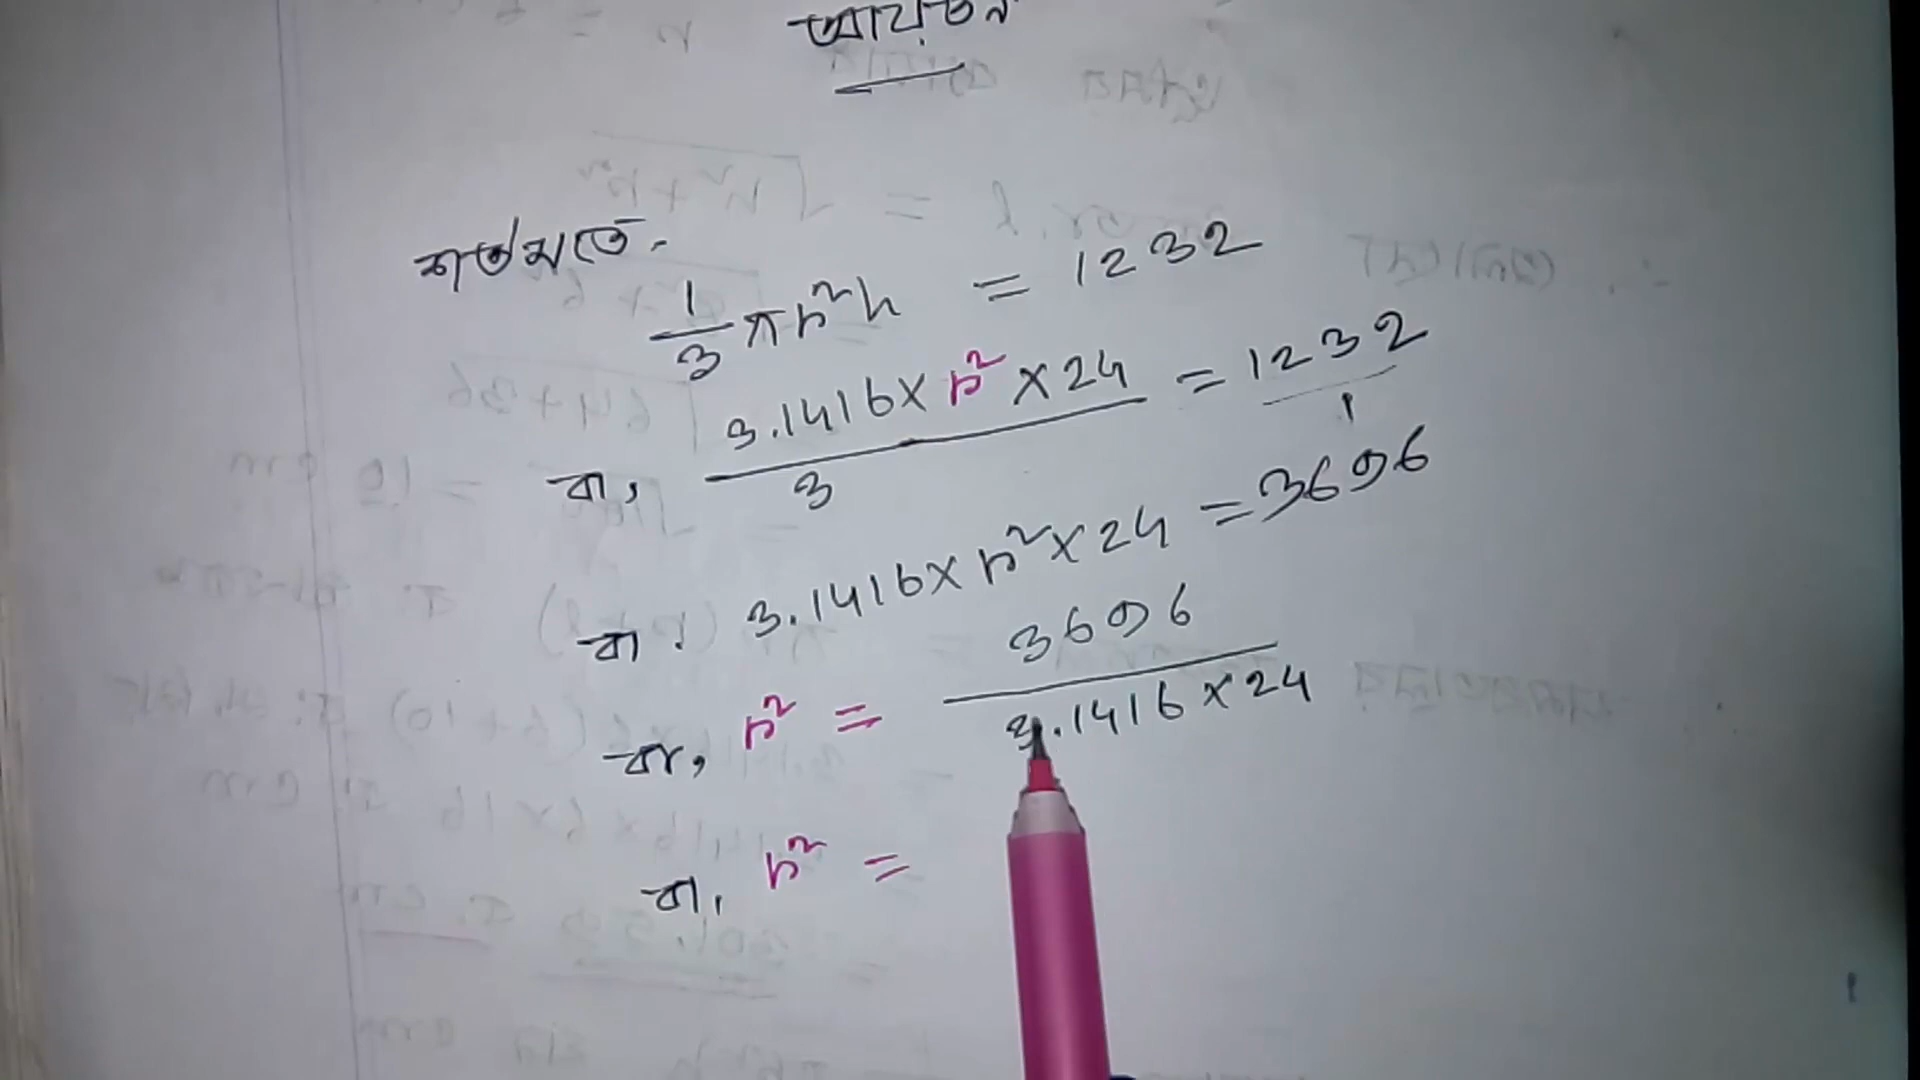 আয়তন
শর্তমতে,
1/3 πr²h = 1232
বা, 3.1416 × r² × 24 / 3 = 1232 / 1
বা, 3.1416 × r² × 24 = 3696
বা, r² = 3696 / 3.1416 × 24
বা, r² =